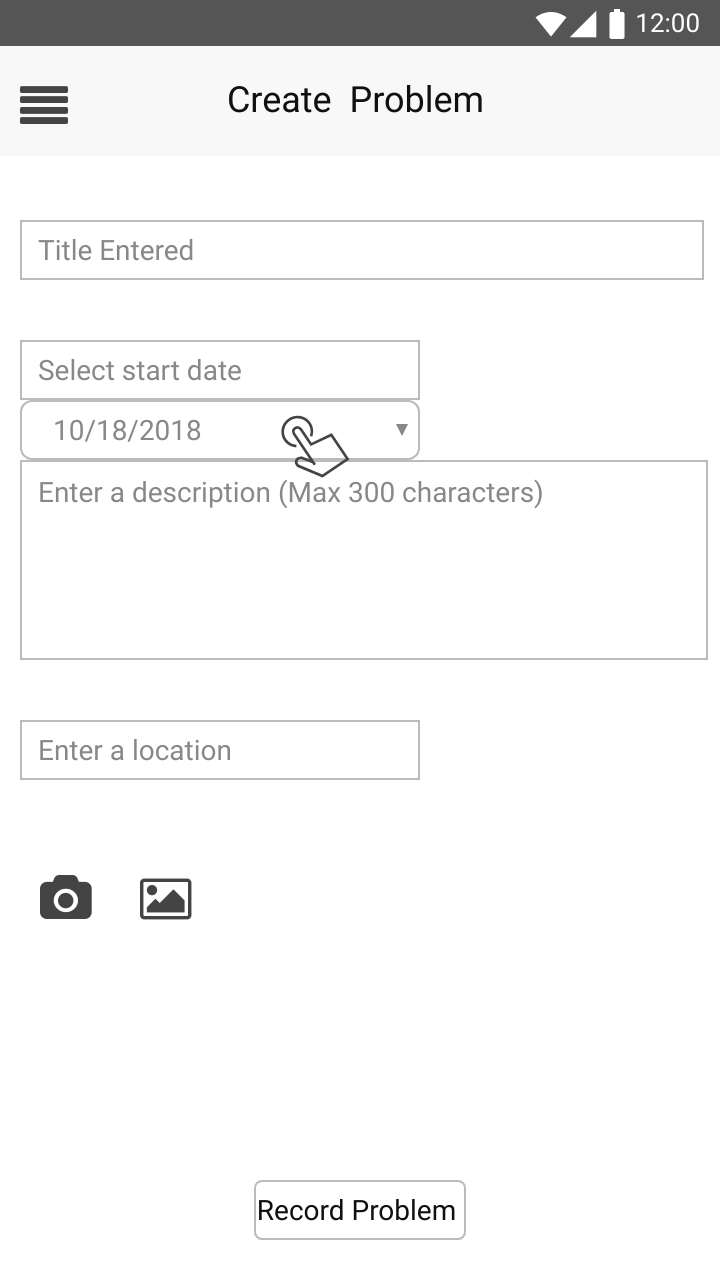 12:00
Create Problem
Title Entered
Select start date
10/18/2018
Enter a description (Max 300 characters)
Enter a location
Record Problem